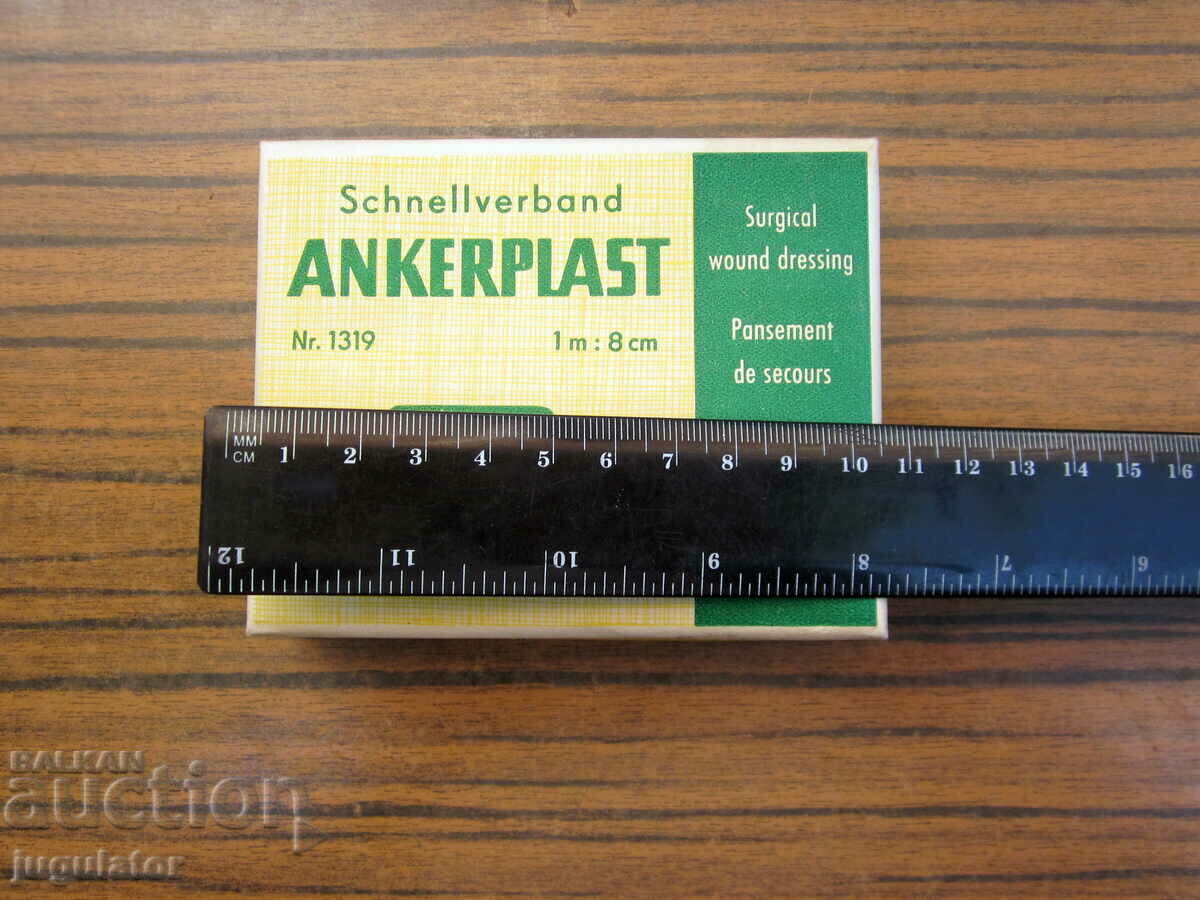 Schnellverband
ANKERPLAST
Nr. 1319 1 m : 8 cm
Surgical
wound dressing
Pansement
de secours
MM
CM 1 2 3 4 5 6 7 8 9 10 11 12 13 14 15 16
12 11 10 9 8 7 6
BALKAN
auction
jugulator